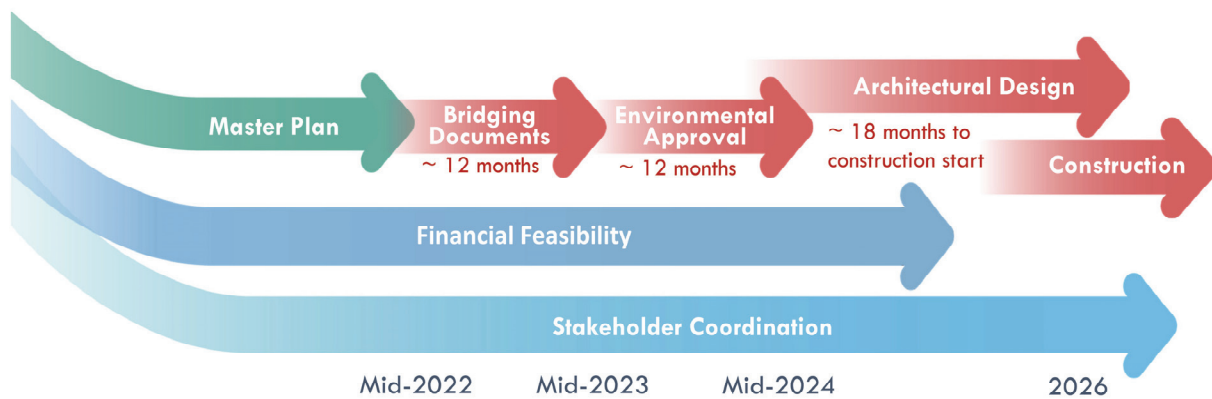 Architectural Design
Master Plan
Bridging
Documents
~ 12 months
Environmental
Approval
~ 12 months
~ 18 months to
construction start
Construction
Financial Feasibility
Stakeholder Coordination
Mid-2022
Mid-2023
Mid-2024
2026